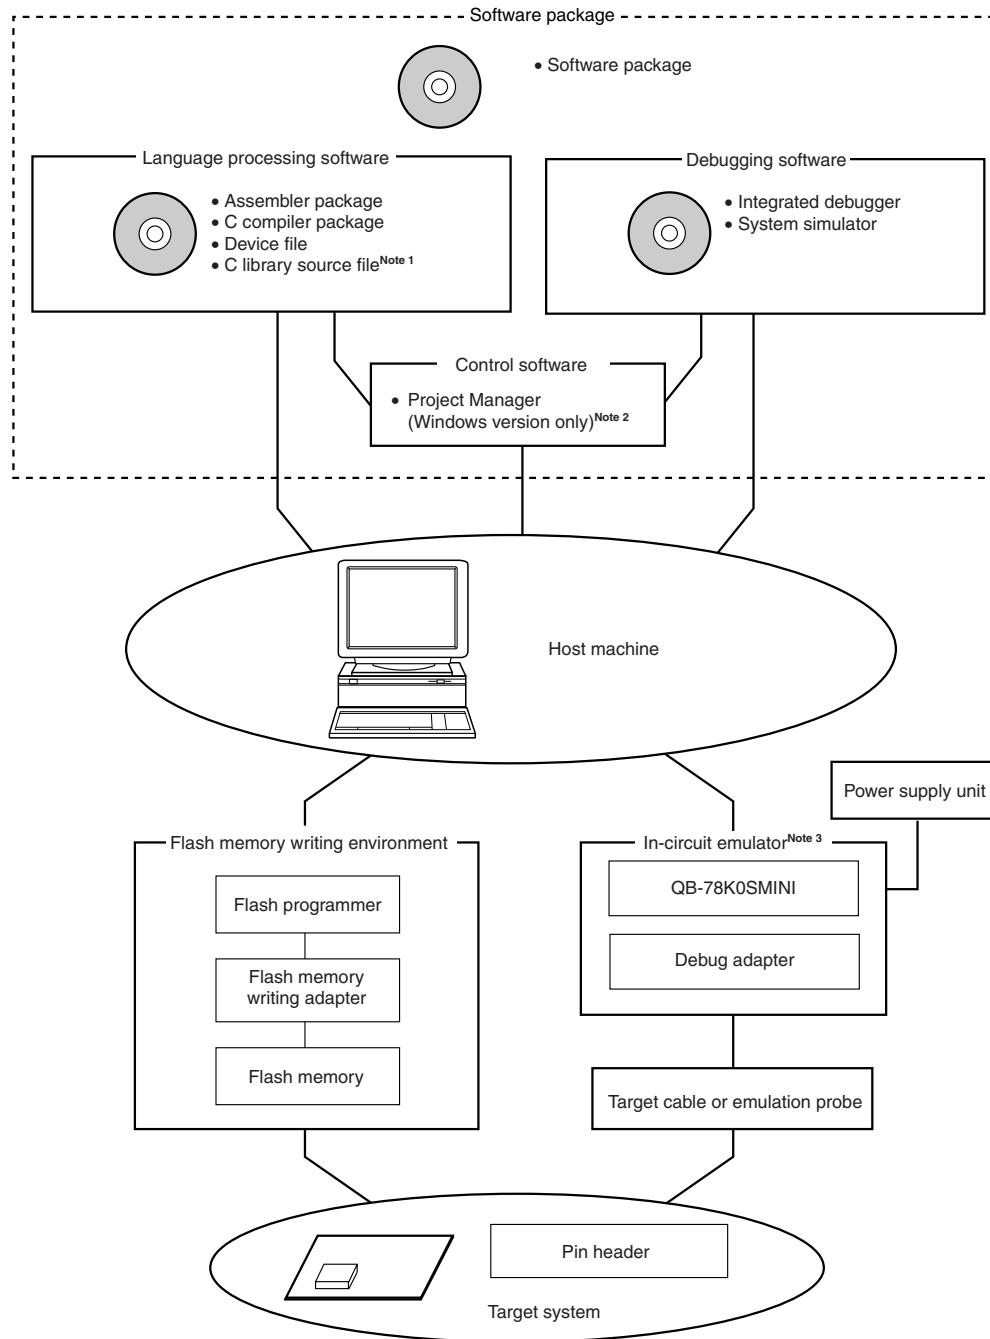 Software package
• Software package
Language processing software
• Assembler package
• C compiler package
• Device file
• C library source fileNote 1
Debugging software
• Integrated debugger
• System simulator
Control software
• Project Manager
(Windows version only)Note 2
Host machine
Power supply unit
Flash memory writing environment
Flash programmer
Flash memory
writing adapter
Flash memory
In-circuit emulatorNote 3
QB-78K0SMINI
Debug adapter
Target cable or emulation probe
Pin header
Target system